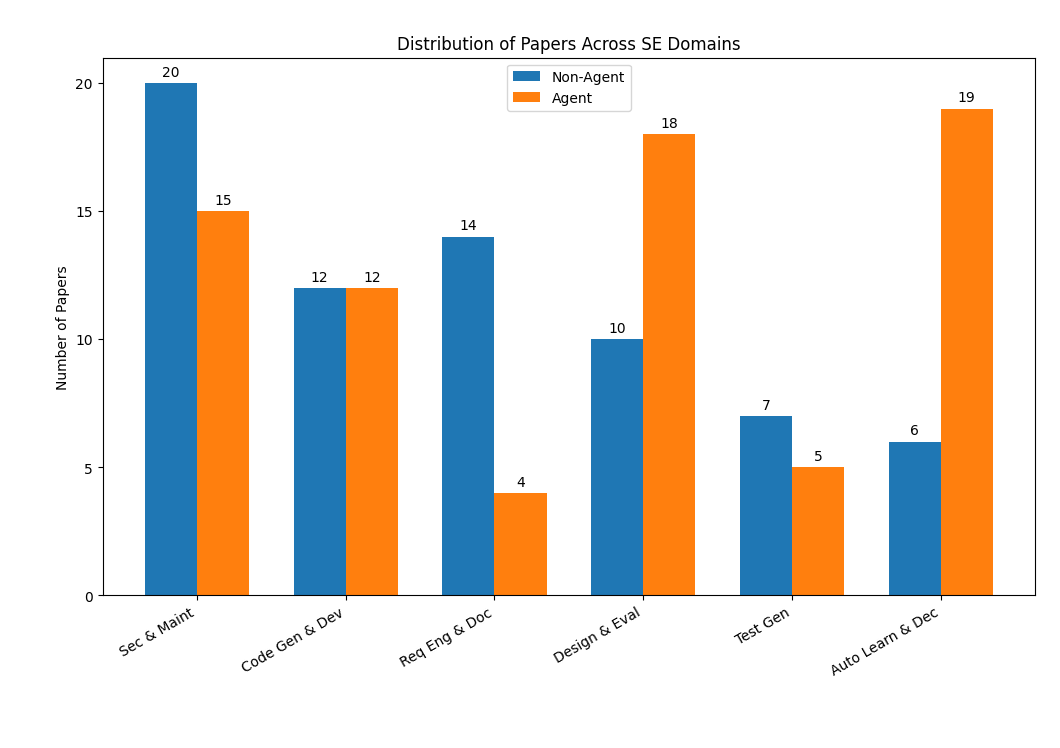 Distribution of Papers Across SE Domains
Non-Agent
Agent
Number of Papers
20
15
10
5
0
20
15
12
12
14
4
10
18
7
5
6
19
Sec & Maint
Code Gen & Dev
Req Eng & Doc
Design & Eval
Test Gen
Auto Learn & Dec